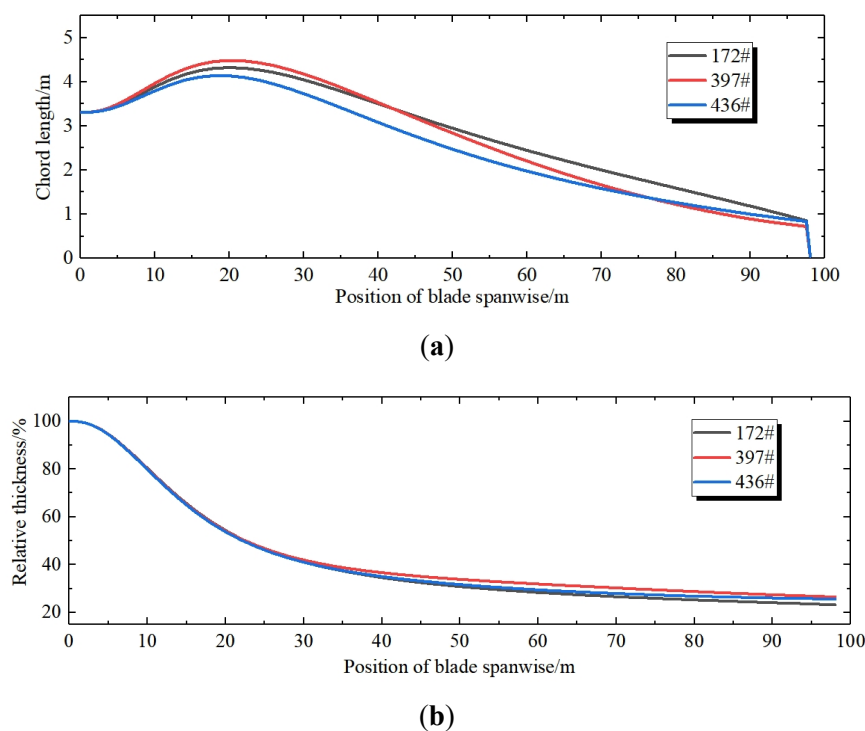 5
4
3
2
1
0
Chord length/m
172#
397#
436#
0 10 20 30 40 50 60 70 80 90 100
Position of blade spanwise/m
(a)
100
80
60
40
20
Relative thickness/%
172#
397#
436#
0 10 20 30 40 50 60 70 80 90 100
Position of blade spanwise/m
(b)